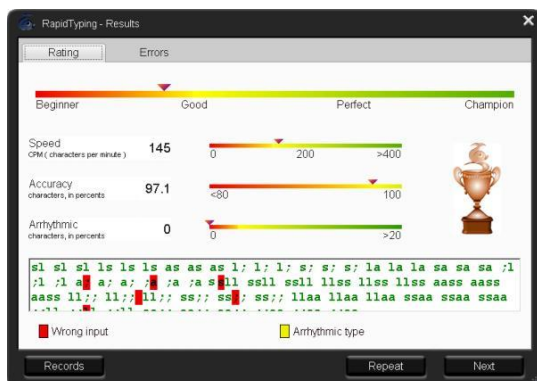 RapidTyping - Results
Rating Errors
Beginner Good Perfect Champion
Speed
CPM ( characters per minute )
145
0 200 >400
Accuracy
characters, in percents
97.1
<80 100
Arrhythmic
characters, in percents
0
0 >20
sl sl sl ls ls ls as as as l; l; l; s; s; s; la la la sa sa sa ;l
;l ;l a; a; a; ;a ;a ;a ssll ssll ssll llss llss llss aass aass
aass ll;; ll;; ll;; ss;; ss;; ss;; llaa llaa llaa ssaa ssaa ssaa
Wrong input Arrhythmic type
Records Repeat Next